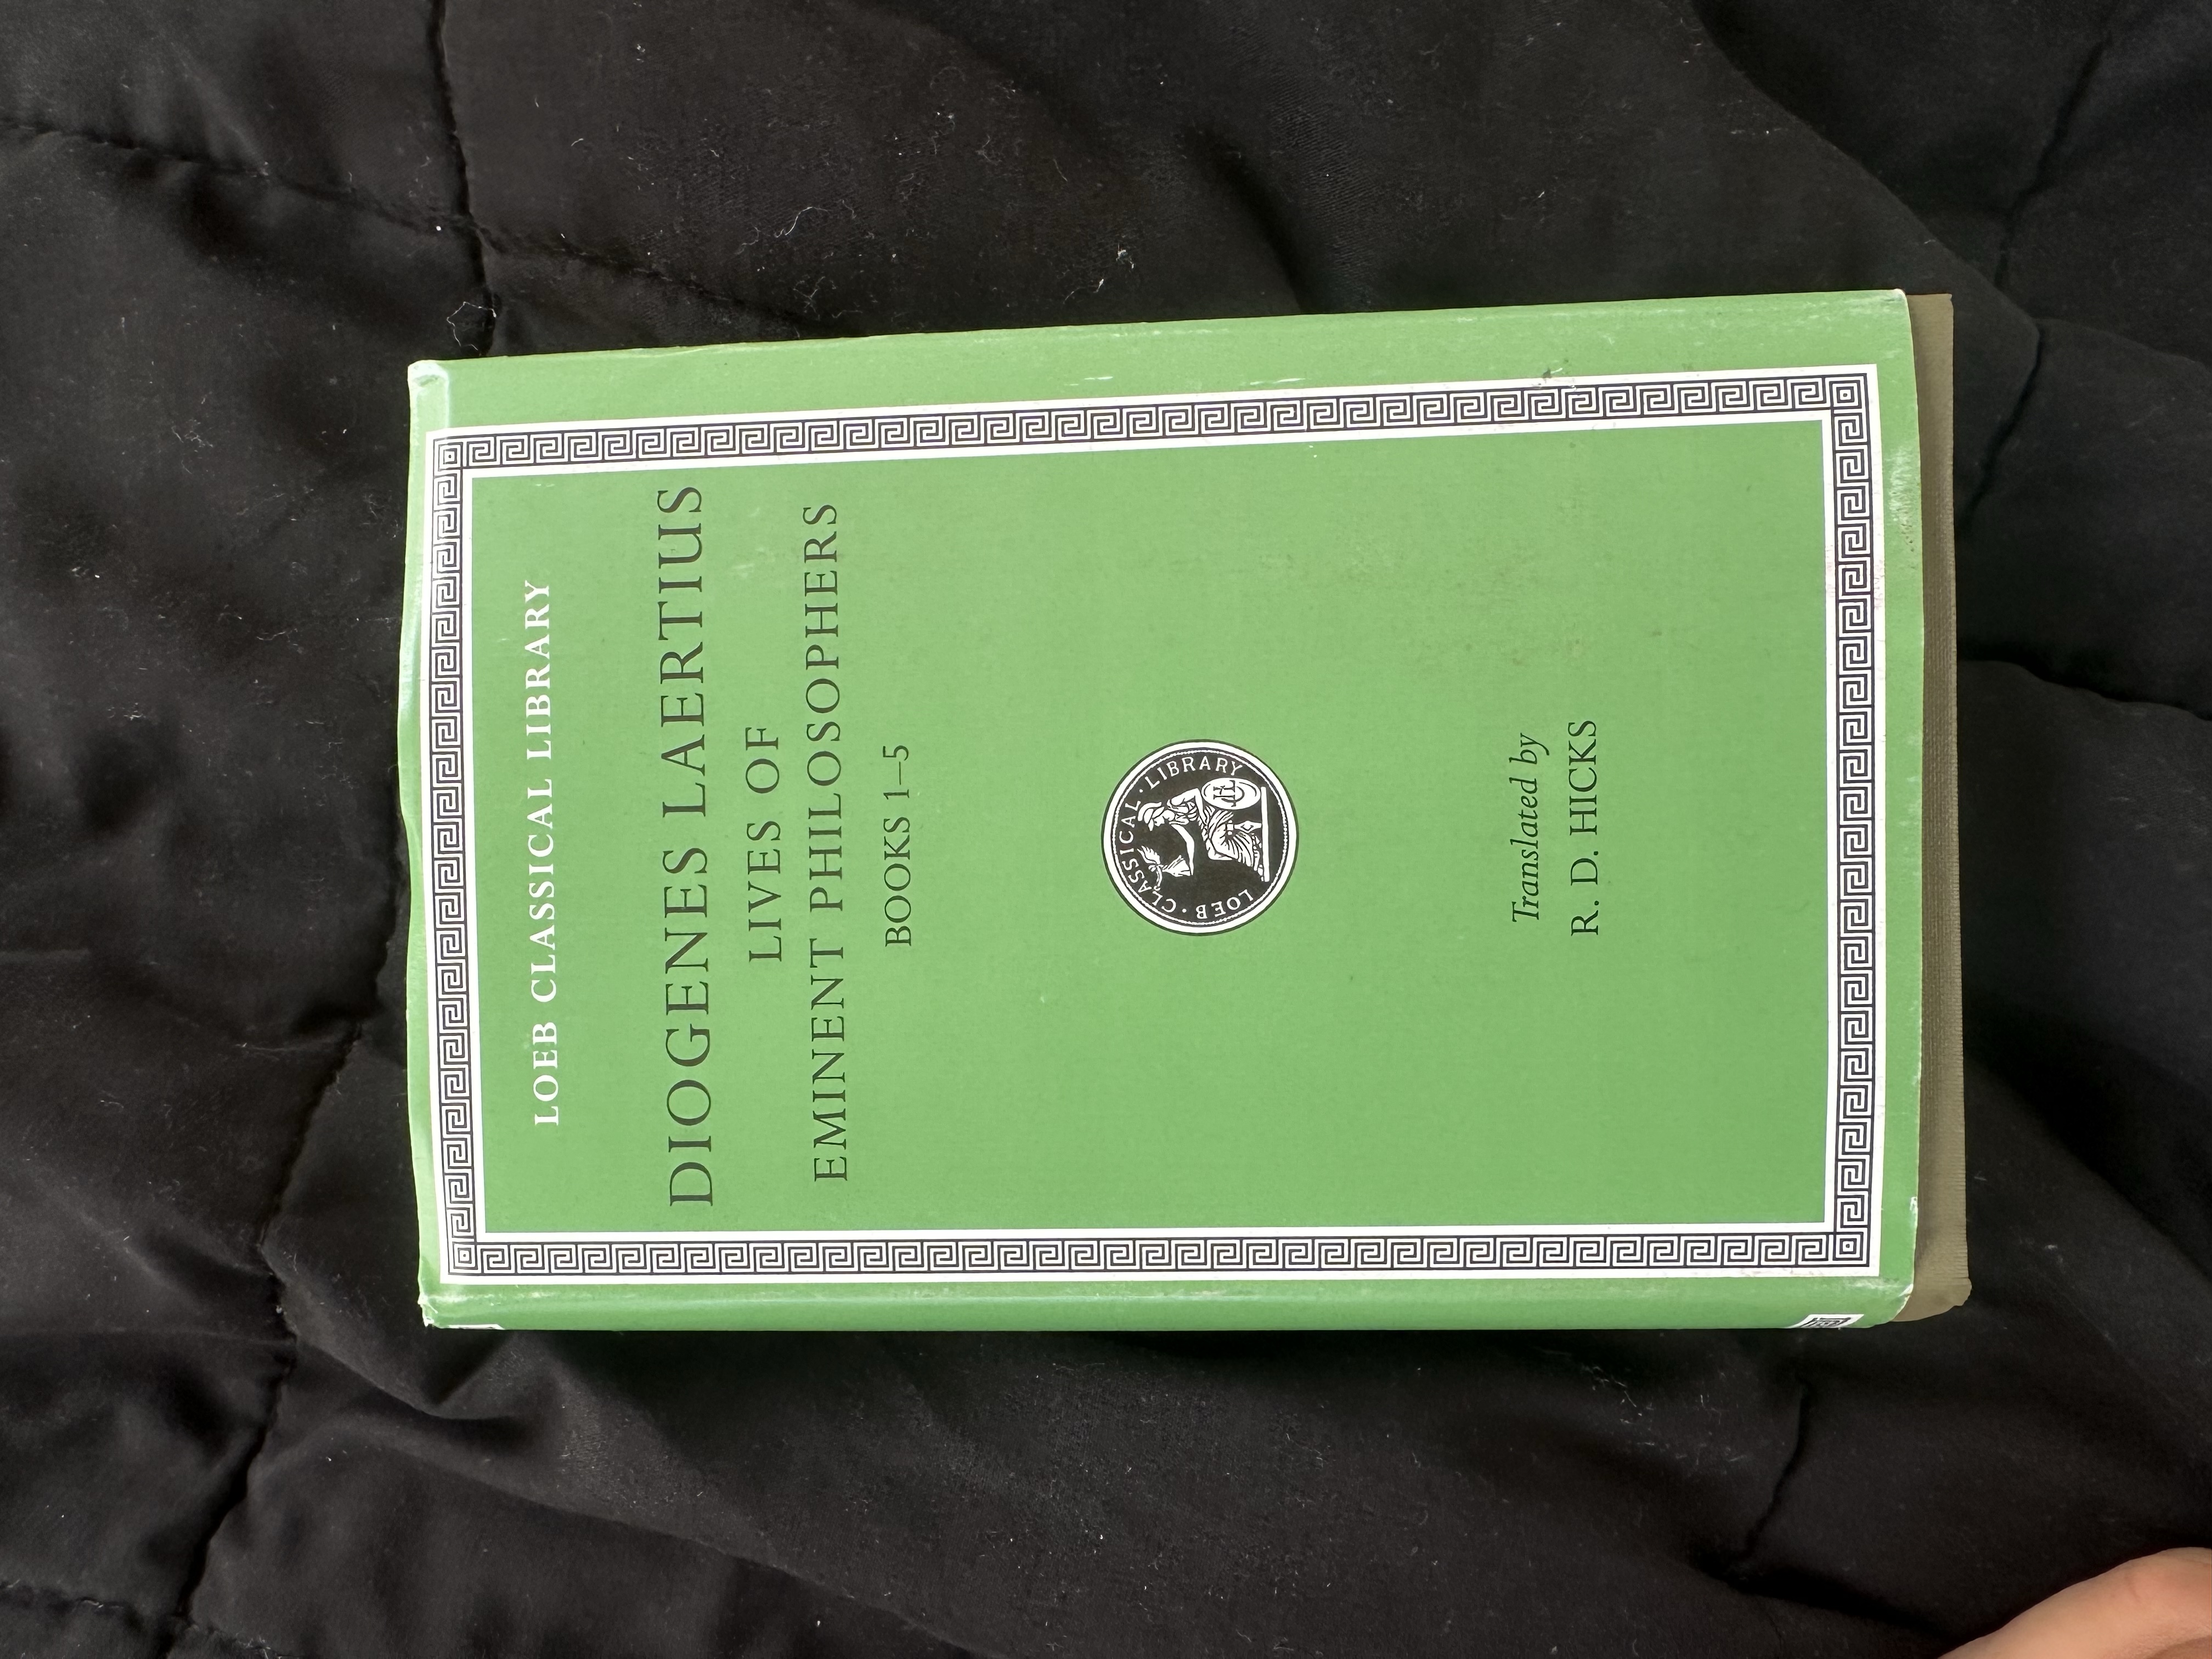 LOEB CLASSICAL LIBRARY
DIOGENES LAERTIUS
LIVES OF
EMINENT PHILOSOPHERS
BOOKS 1–5
LOEB · CLASSICAL · LIBRARY
Translated by
R. D. HICKS